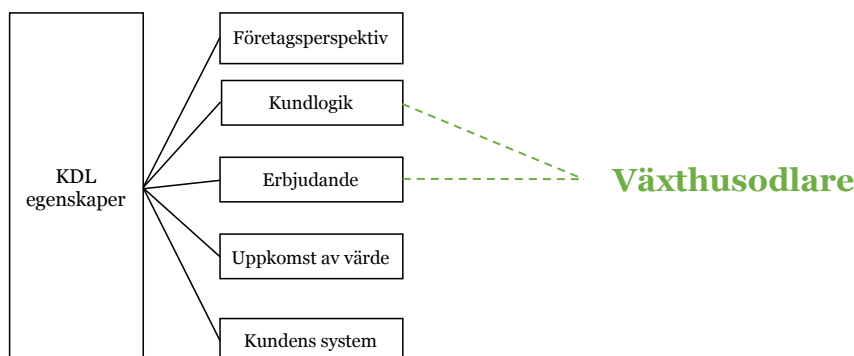 Företagsperspektiv
Kundlogik
KDL
egenskaper
Erbjudande
Växthusodlare
Uppkomst av värde
Kundens system